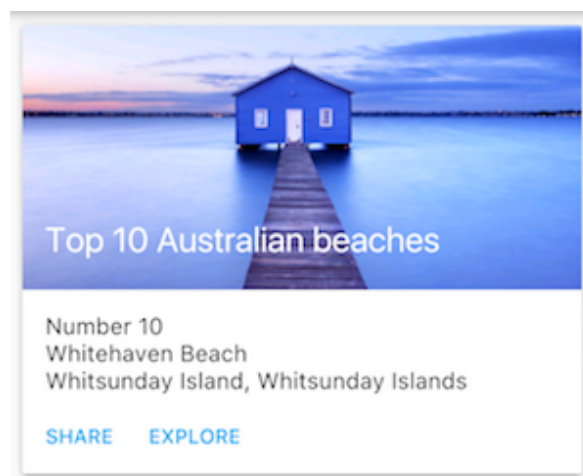 Top 10 Australian beaches
Number 10
Whitehaven Beach
Whitsunday Island, Whitsunday Islands
SHARE EXPLORE